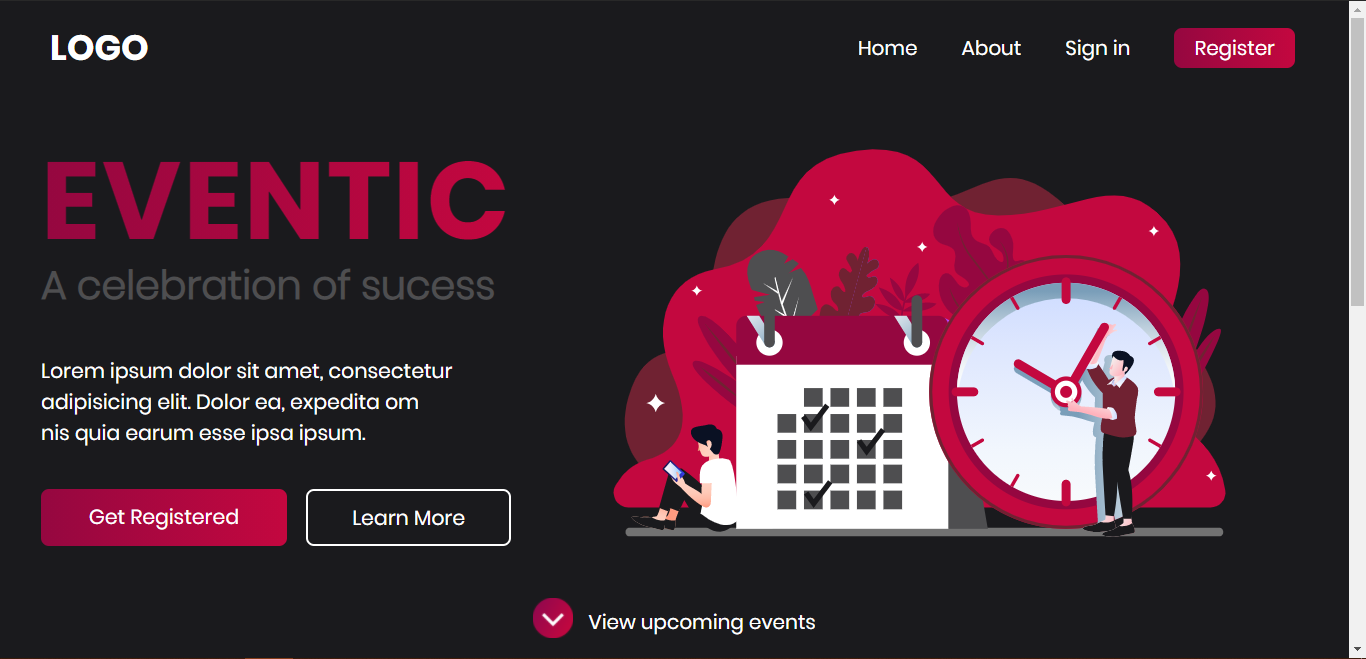 LOGO
Home
About
Sign in
Register
EVENTIC
A celebration of sucess
Lorem ipsum dolor sit amet, consectetur
adipisicing elit. Dolor ea, expedita om
nis quia earum esse ipsa ipsum.
Get Registered
Learn More
View upcoming events